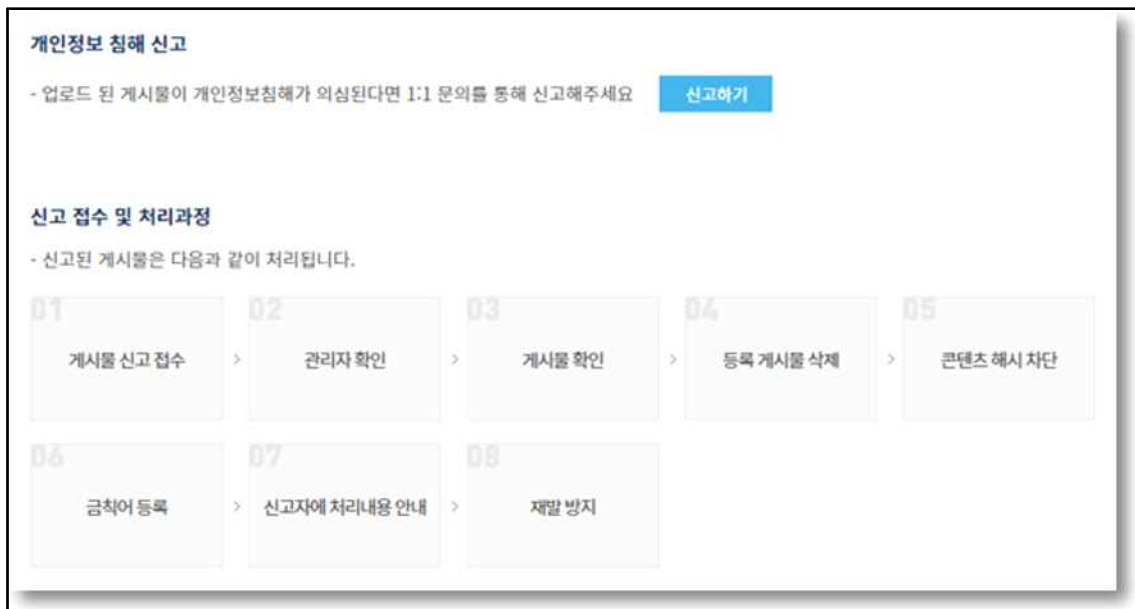 개인정보 침해 신고
- 업로드 된 게시물이 개인정보침해가 의심된다면 1:1 문의를 통해 신고해주세요 신고하기
신고 접수 및 처리과정
- 신고된 게시물은 다음과 같이 처리됩니다.
01 02 03 04 05
게시물 신고 접수 > 관리자 확인 > 게시물 확인 > 등록 게시물 삭제 > 콘텐츠 해시 차단
06 07 08
금칙어 등록 > 신고자에 처리내용 안내 > 재발 방지